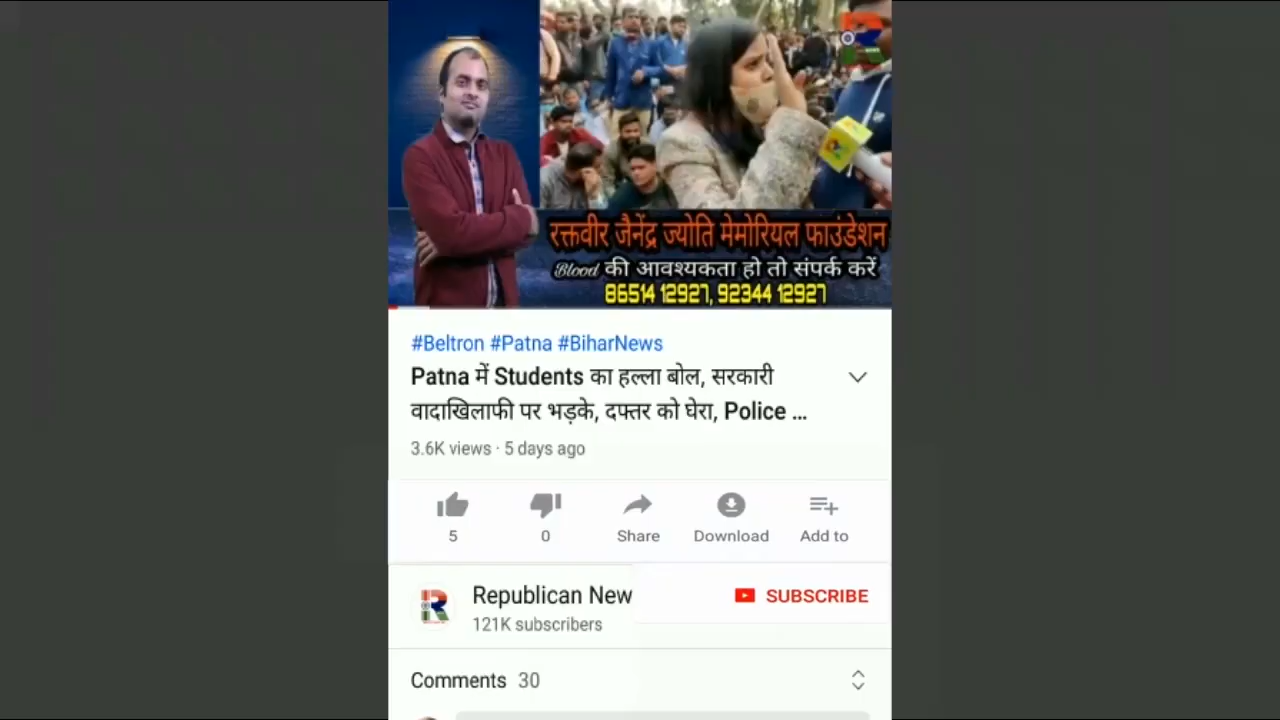 रक्तवीर जैनेंद्र ज्योति मेमोरियल फाउंडेशन
Blood की आवश्यकता हो तो संपर्क करें
86514 12927, 92344 12927
#Beltron #Patna #BiharNews
Patna में Students का हल्ला बोल, सरकारी
वादाखिलाफी पर भड़के, दफ्तर को घेरा, Police ...
3.6K views · 5 days ago
5
0
Share
Download
Add to
Republican New
SUBSCRIBE
121K subscribers
Comments 30